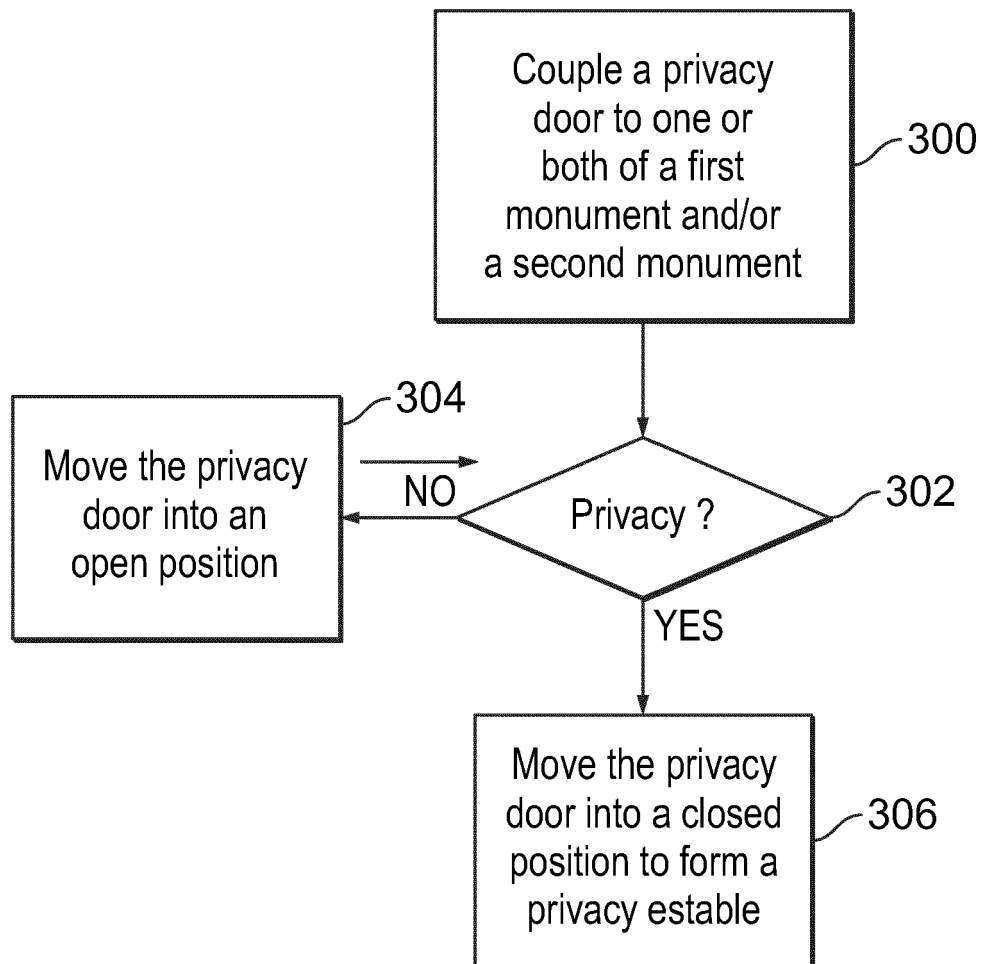 Couple a privacy
door to one or
both of a first
monument and/or
a second monument
300
304
Move the privacy
door into an
open position
NO
Privacy ?
302
YES
Move the privacy
door into a closed
position to form a
privacy estable
306